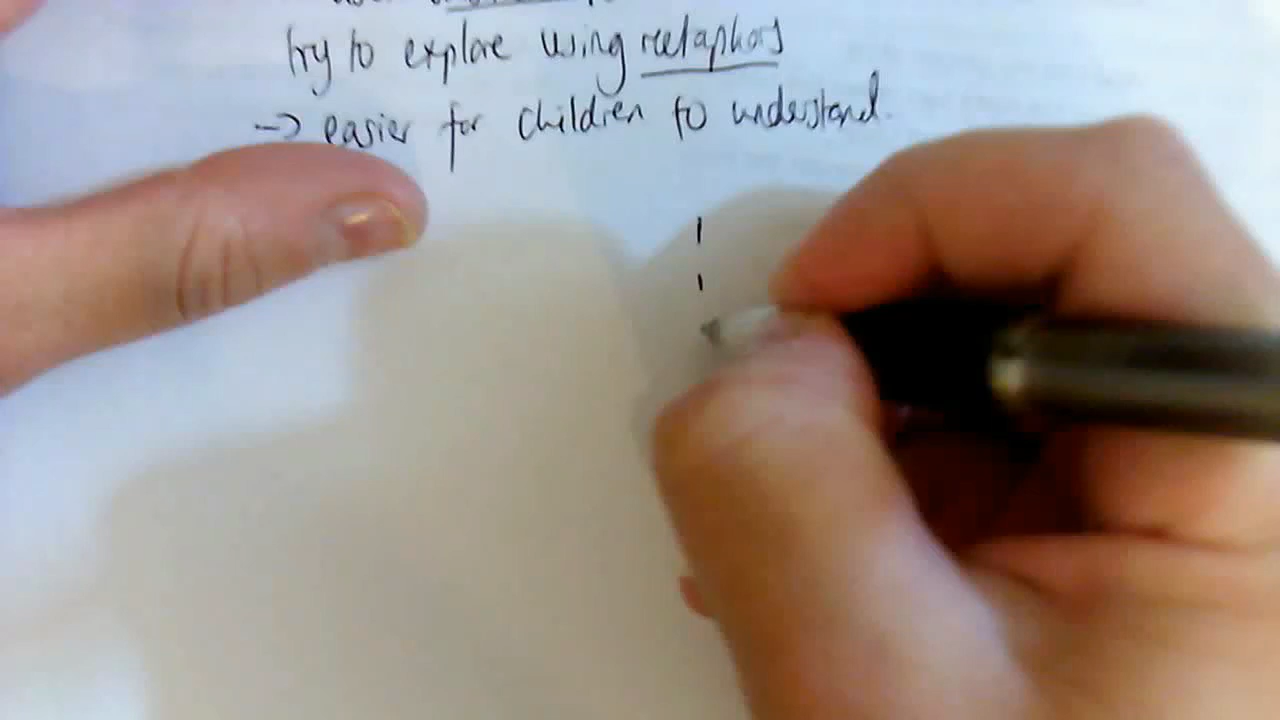 try to explore using metaphors
-> easier for children to understand.